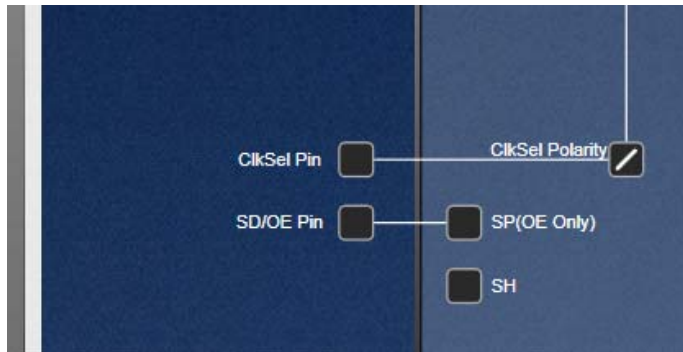 ClkSel Pin
ClkSel Polarity
SD/OE Pin
SP(OE Only)
SH